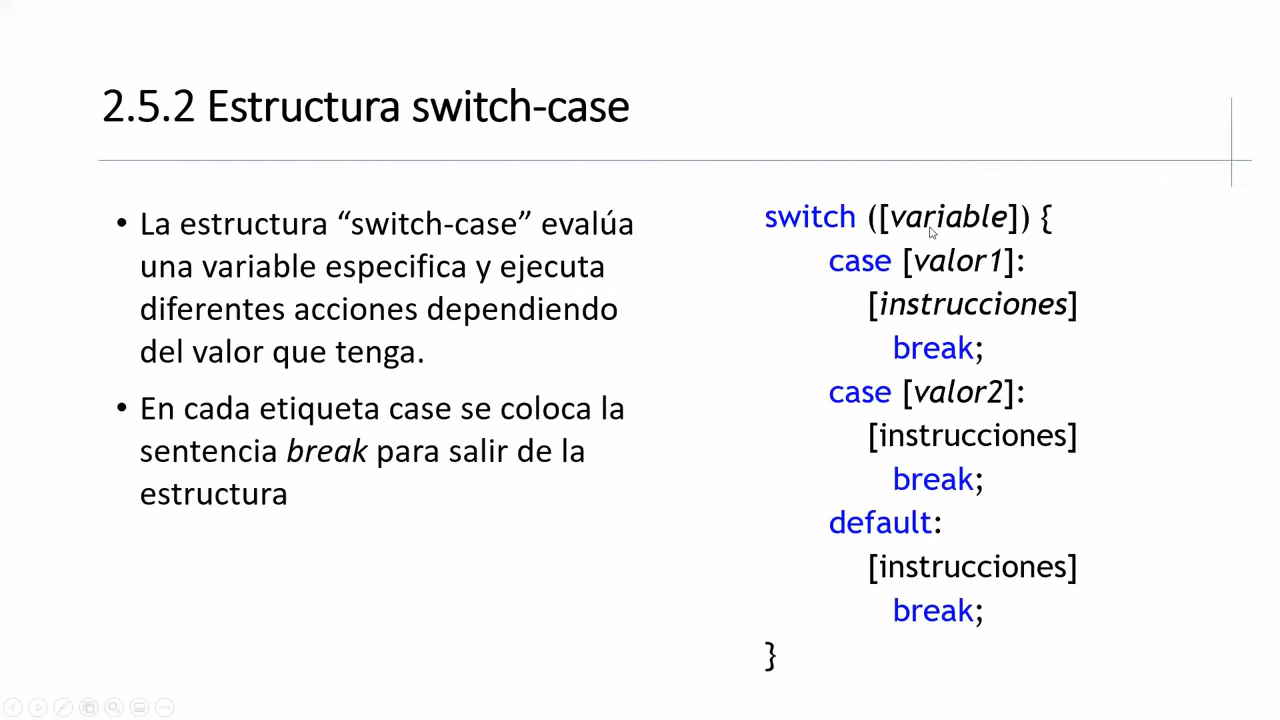 2.5.2 Estructura switch-case
• La estructura “switch-case” evalúa
una variable especifica y ejecuta
diferentes acciones dependiendo
del valor que tenga.
• En cada etiqueta case se coloca la
sentencia break para salir de la
estructura
switch ([variable]) {
case [valor1]:
[instrucciones]
break;
case [valor2]:
[instrucciones]
break;
default:
[instrucciones]
break;
}